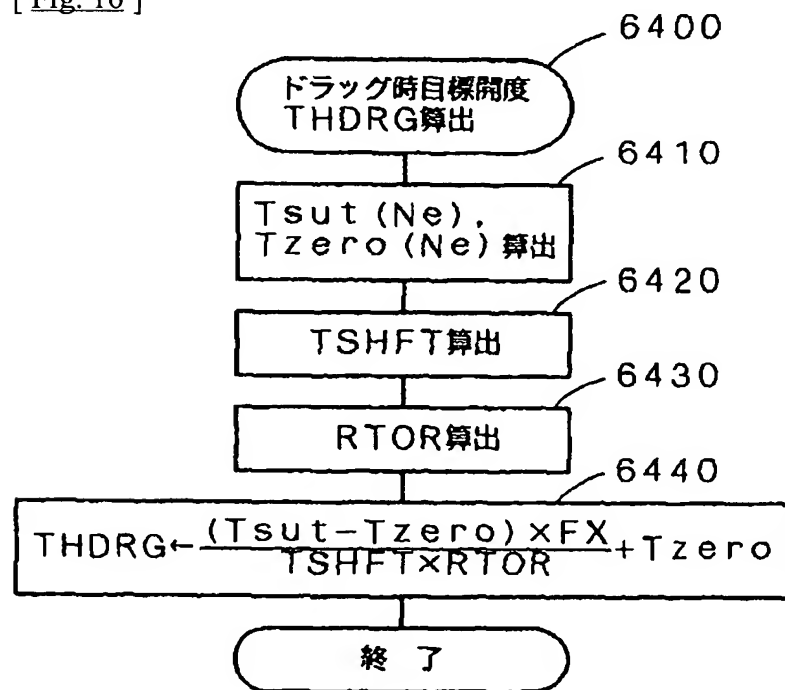 [ Fig. 16 ]
6400
ドラッグ時目標開度
THDRG算出
6410
Tsut(Ne),
Tzero(Ne)算出
6420
TSHFT算出
6430
RTOR算出
6440
THDRG←(Tsut-Tzero)×FX/TSHFT×RTOR+Tzero
終了